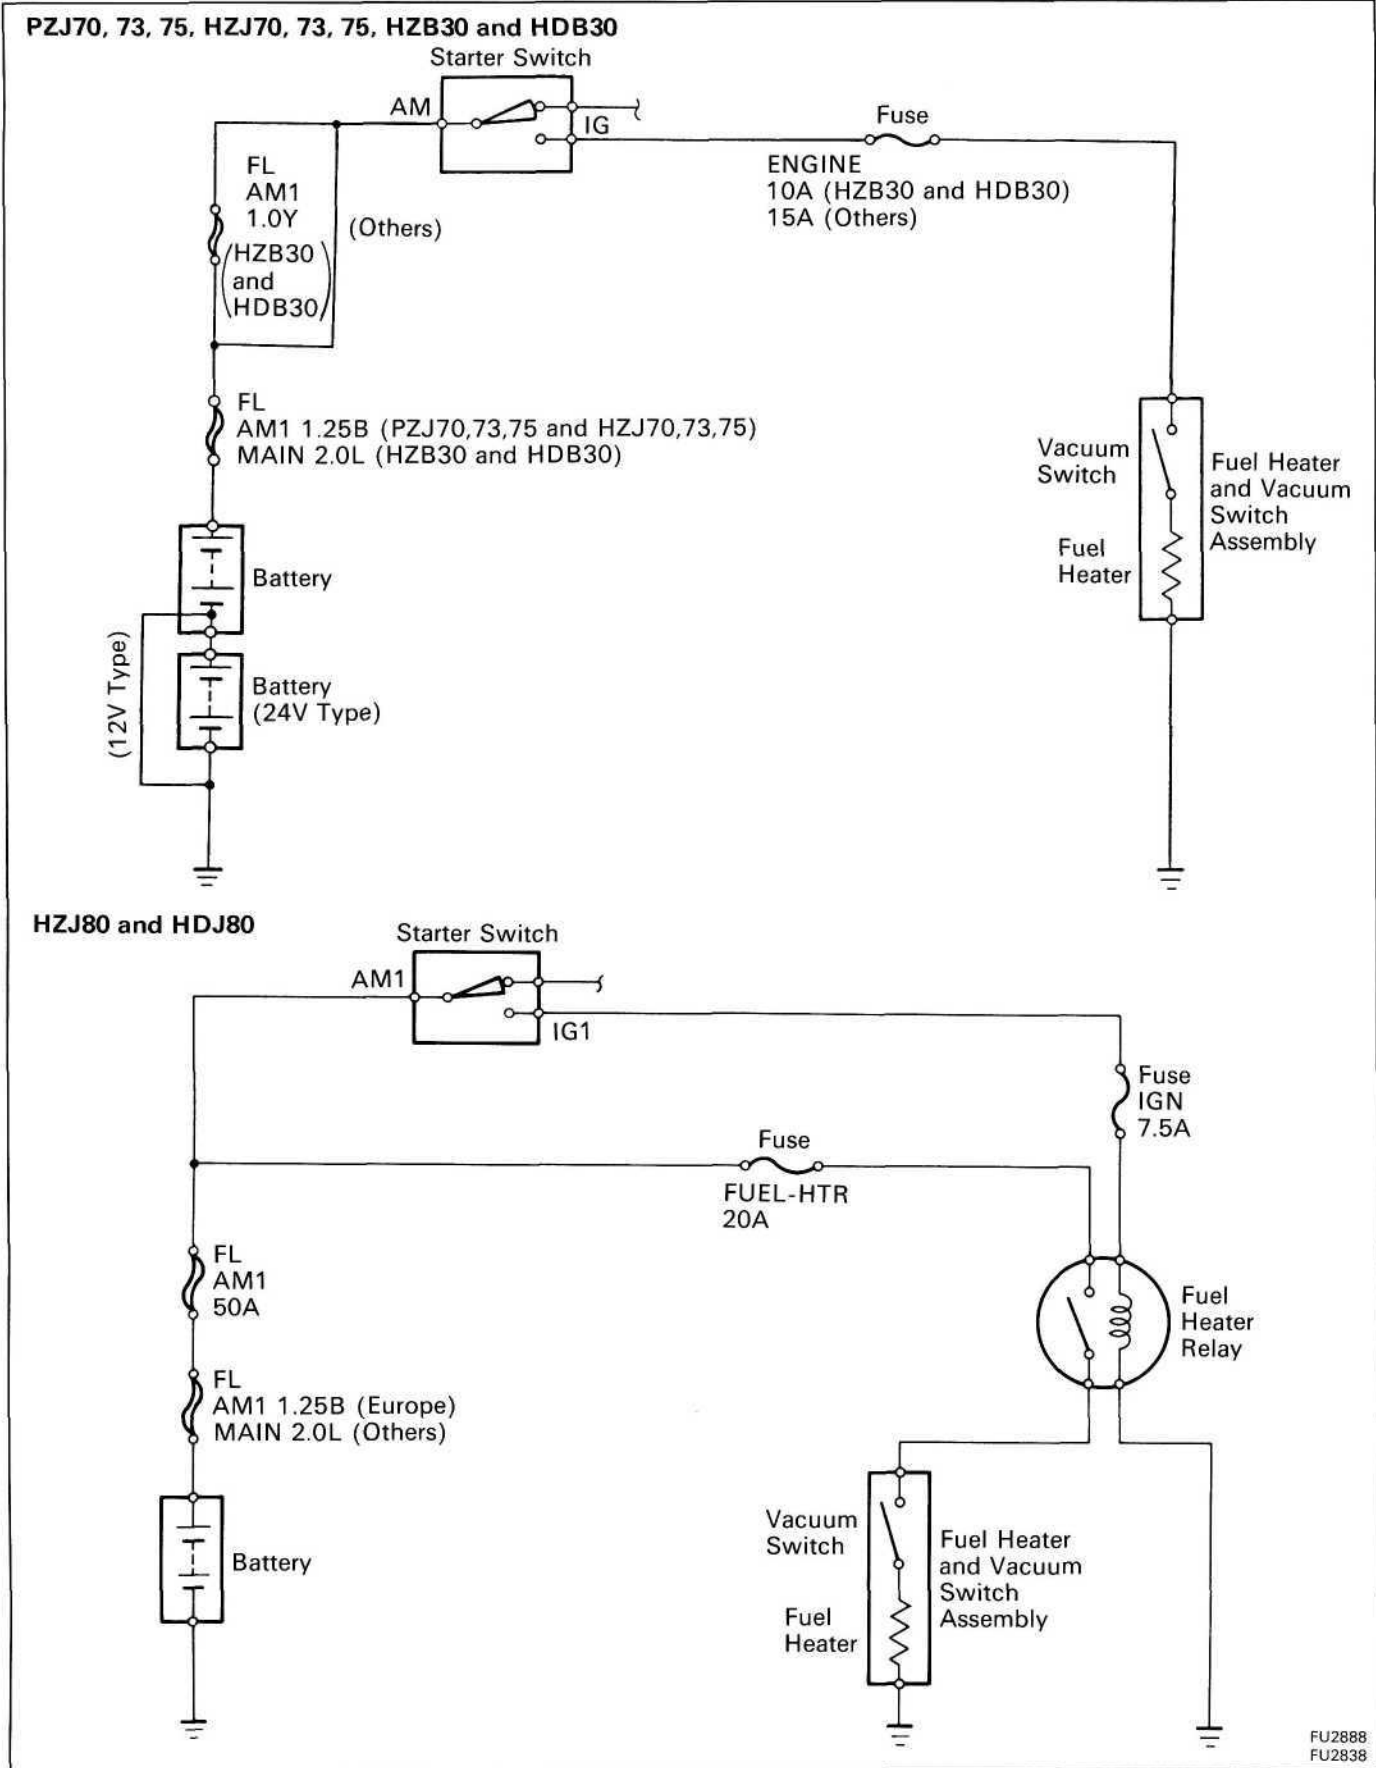 PZJ70, 73, 75, HZJ70, 73, 75, HZB30 and HDB30
Starter Switch
AM
IG
Fuse
ENGINE
10A (HZB30 and HDB30)
15A (Others)
FL
AM1
1.0Y
(HZB30
and
HDB30)
(Others)
FL
AM1 1.25B (PZJ70,73,75 and HZJ70,73,75)
MAIN 2.0L (HZB30 and HDB30)
Vacuum
Switch
Fuel
Heater
Fuel Heater
and Vacuum
Switch
Assembly
Battery
(12V Type)
Battery
(24V Type)
HZJ80 and HDJ80
Starter Switch
AM1
IG1
Fuse
IGN
7.5A
Fuse
FUEL-HTR
20A
FL
AM1
50A
Fuel
Heater
Relay
FL
AM1 1.25B (Europe)
MAIN 2.0L (Others)
Battery
Vacuum
Switch
Fuel
Heater
Fuel Heater
and Vacuum
Switch
Assembly
FU2888
FU2838